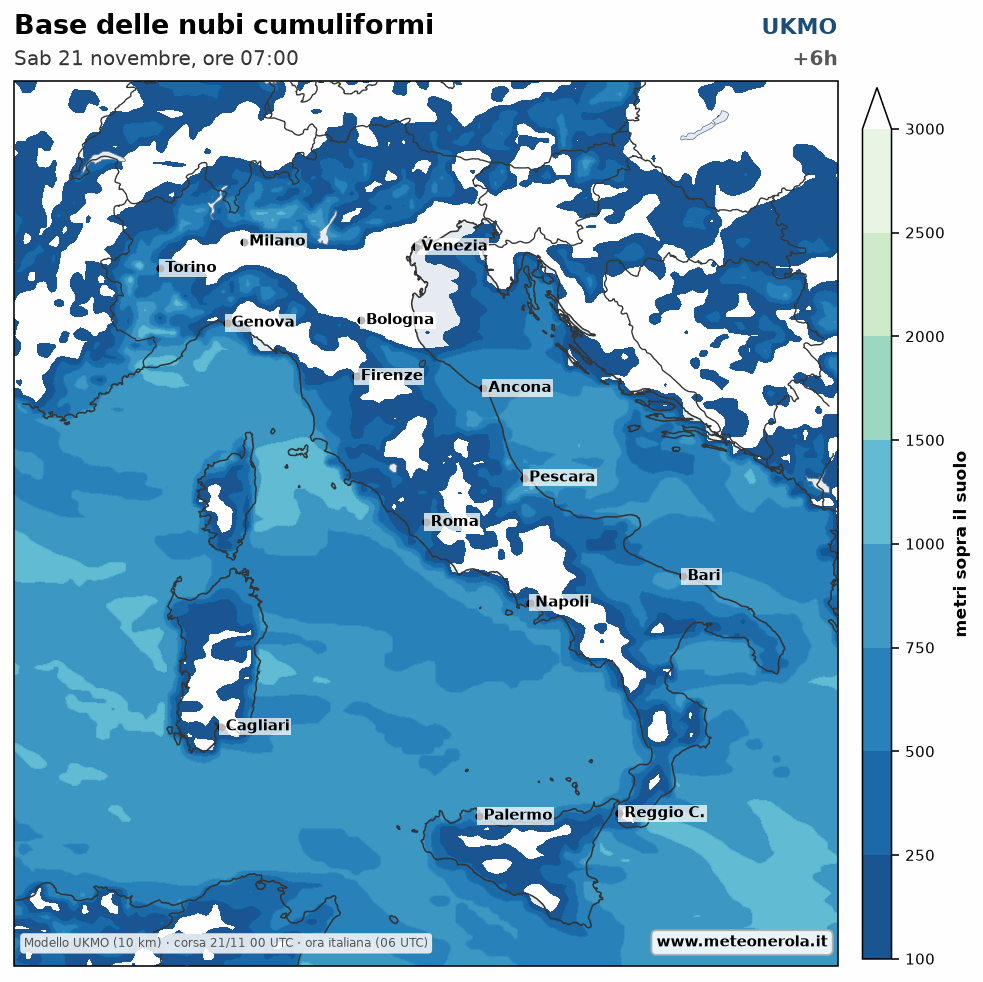 Base delle nubi cumuliformi
UKMO
Sab 21 novembre, ore 07:00
+6h
3000
2500
2000
1500
1000
750
500
250
100
metri sopra il suolo
Milano
Venezia
Torino
Genova
Bologna
Firenze
Ancona
Pescara
Roma
Bari
Napoli
Cagliari
Palermo
Reggio C.
Modello UKMO (10 km) · corsa 21/11 00 UTC · ora italiana (06 UTC)
www.meteonerola.it